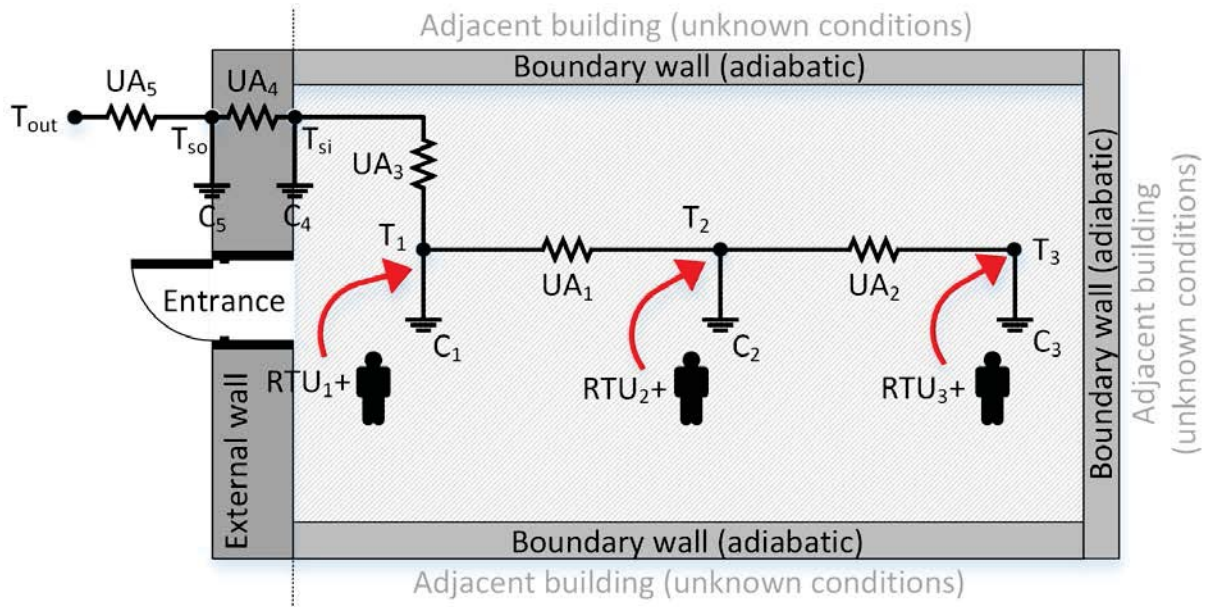 Adjacent building (unknown conditions)
Boundary wall (adiabatic)
UA5
UA4
Tout
Tso
Tsi
UA3
C5
C4
T1
T2
T3
UA1
UA2
Entrance
C1
C2
C3
RTU1+
RTU2+
RTU3+
External wall
Boundary wall (adiabatic)
Adjacent building
(unknown conditions)
Boundary wall (adiabatic)
Adjacent building (unknown conditions)